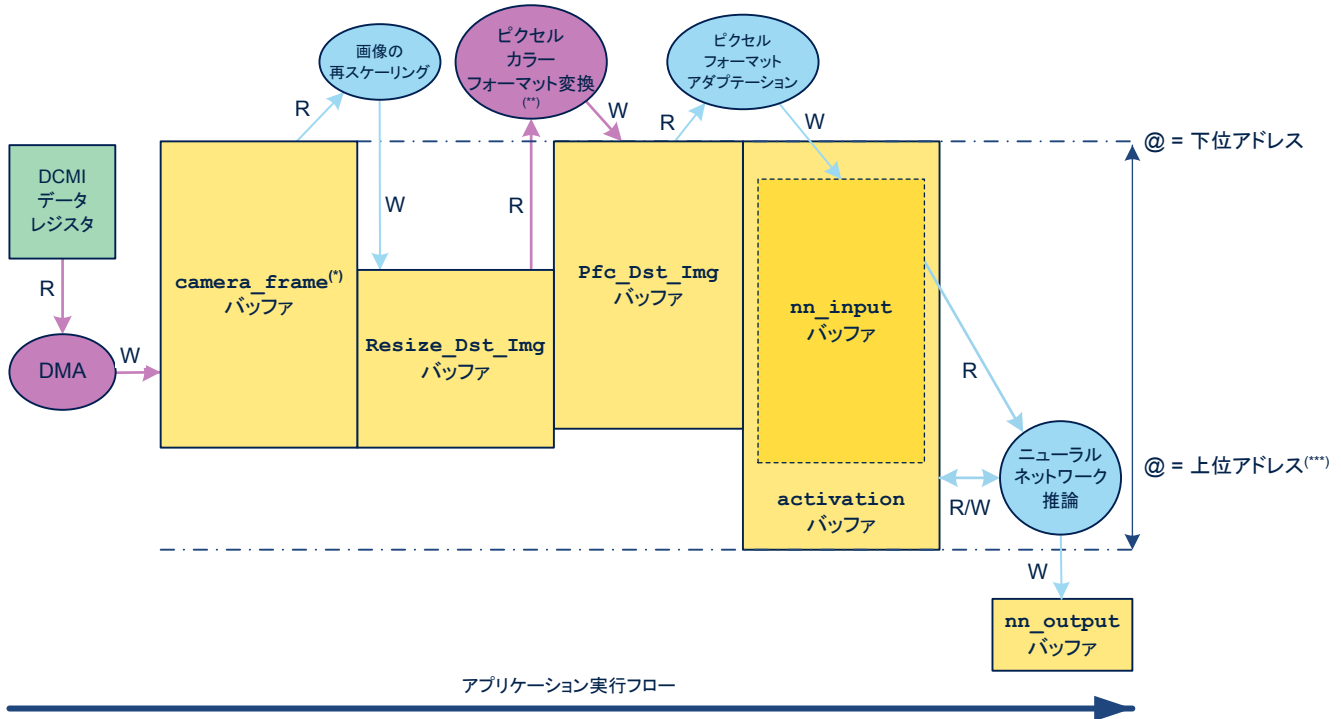 画像の
再スケーリング
ピクセル
カラー
フォーマット変換
(**)
ピクセル
フォーマット
アダプテーション
R
W
R
W
@ = 下位アドレス
DCMI
データ
レジスタ
W
R
R
camera_frame(*)
バッファ
Pfc_Dst_Img
バッファ
nn_input
バッファ
Resize_Dst_Img
バッファ
DMA
W
R
ニューラル
ネットワーク
推論
@ = 上位アドレス(***)
activation
バッファ
R/W
W
nn_output
バッファ
アプリケーション実行フロー